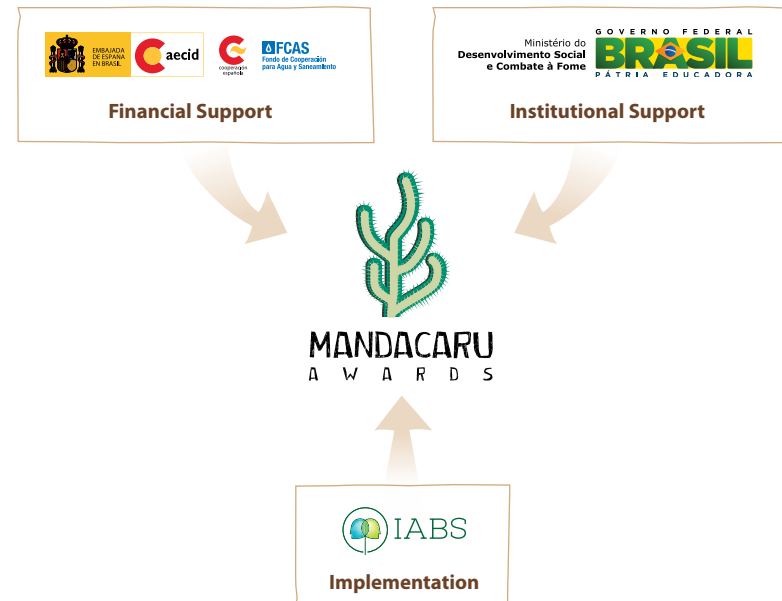 EMBAJADA
DE ESPAÑA
EN BRASIL
aecid
cooperación
española
FCAS
Fondo de Cooperación
para Agua y Saneamiento
Financial Support
Ministério do
Desenvolvimento Social
e Combate à Fome
GOVERNO FEDERAL
BRASIL
PÁTRIA EDUCADORA
Institutional Support
MANDACARU
AWARDS
IABS
Implementation